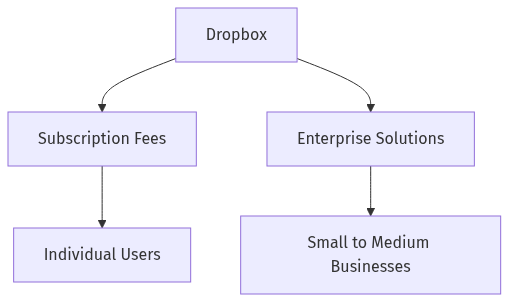 Dropbox
Subscription Fees
Enterprise Solutions
Individual Users
Small to Medium
Businesses